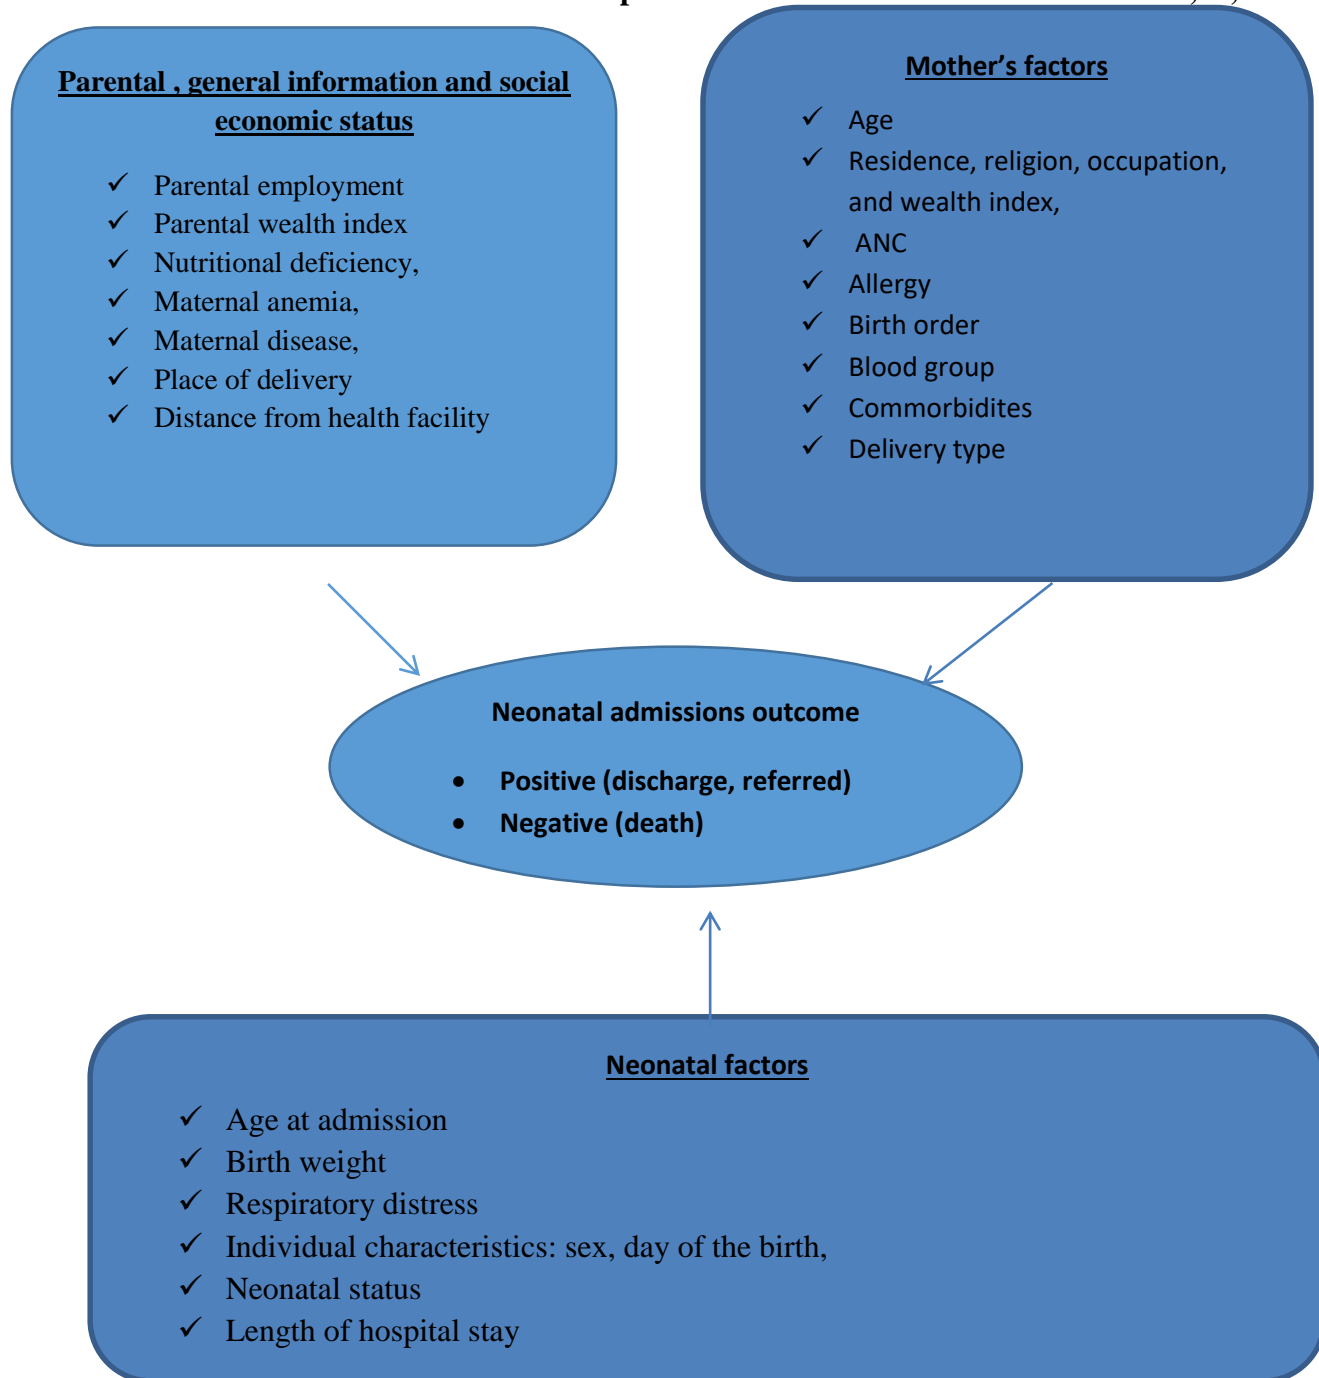 Parental , general information and social
economic status
✓ Parental employment
✓ Parental wealth index
✓ Nutritional deficiency,
✓ Maternal anemia,
✓ Maternal disease,
✓ Place of delivery
✓ Distance from health facility
Mother’s factors
✓ Age
✓ Residence, religion, occupation,
and wealth index,
✓ ANC
✓ Allergy
✓ Birth order
✓ Blood group
✓ Commorbidites
✓ Delivery type
Neonatal admissions outcome
• Positive (discharge, referred)
• Negative (death)
Neonatal factors
✓ Age at admission
✓ Birth weight
✓ Respiratory distress
✓ Individual characteristics: sex, day of the birth,
✓ Neonatal status
✓ Length of hospital stay